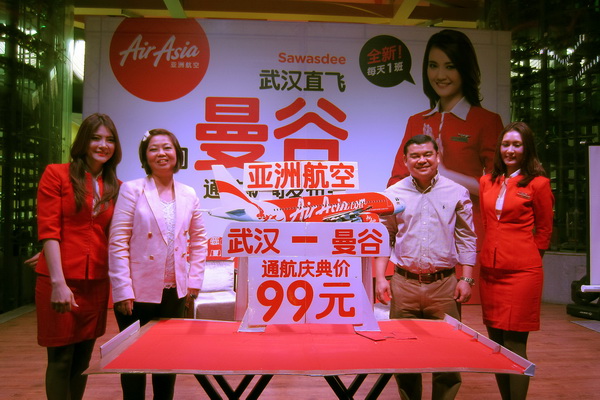 AirAsia
亚洲航空
Sawasdee
武汉直飞
全新！
每天1班
曼谷
亚洲航空
AirAsia.com
武汉 一 曼谷
通航庆典价
99元